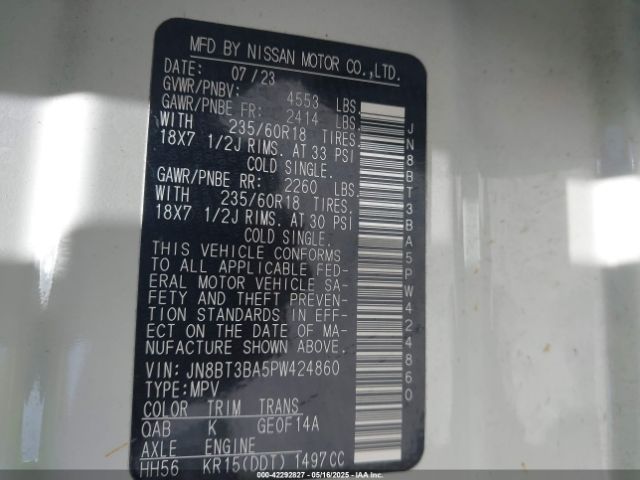 MFD BY NISSAN MOTOR CO.,LTD.
DATE: 07/23
GVWR/PNBV: 4553 LBS.
GAWR/PNBE FR: 2414 LBS.
WITH 235/60R18 TIRES.
18X7 1/2J RIMS. AT 33 PSI
COLD SINGLE.
GAWR/PNBE RR: 2260 LBS.
WITH 235/60R18 TIRES.
18X7 1/2J RIMS. AT 30 PSI
COLD SINGLE.
THIS VEHICLE CONFORMS
TO ALL APPLICABLE FED-
ERAL MOTOR VEHICLE SA-
FETY AND THEFT PREVEN-
TION STANDARDS IN EFF-
ECT ON THE DATE OF MA-
NUFACTURE SHOWN ABOVE.
VIN: JN8BT3BA5PW424860
TYPE:MPV
COLOR TRIM TRANS
QAB K GE0F14A
AXLE ENGINE
HH56 KR15(DDT) 1497CC
JN8BT3BA5PW424860
© COPY 000-42292827 - 05/16/2025 - IAAI.COM